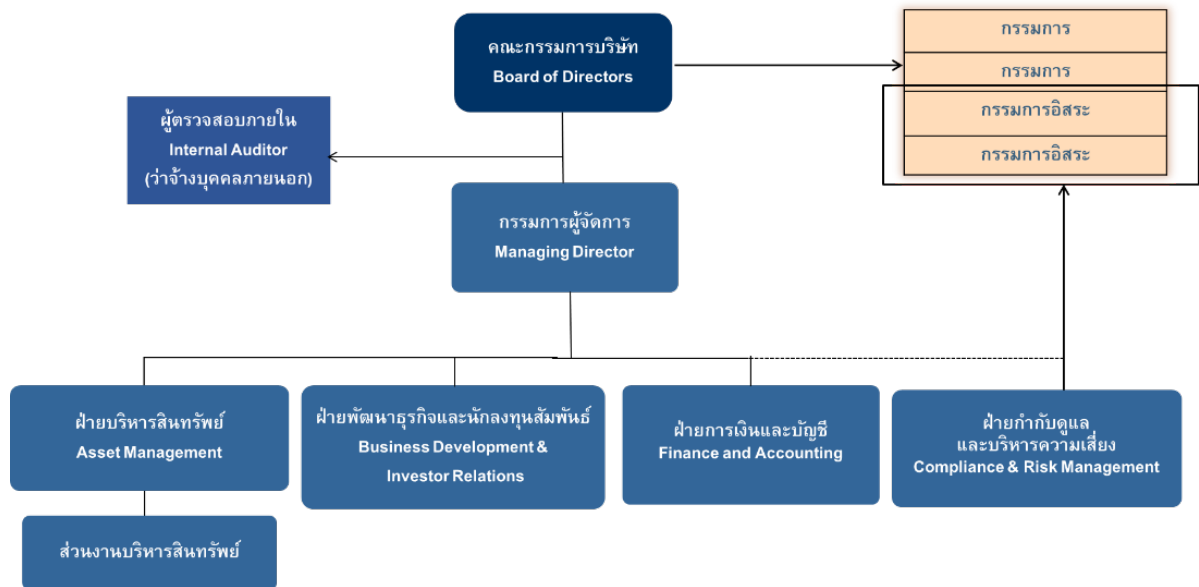 คณะกรรมการบริษัท
Board of Directors
กรรมการ
กรรมการ
กรรมการอิสระ
กรรมการอิสระ
ผู้ตรวจสอบภายใน
Internal Auditor
(ว่าจ้างบุคคลภายนอก)
กรรมการผู้จัดการ
Managing Director
ฝ่ายบริหารสินทรัพย์
Asset Management
ฝ่ายพัฒนาธุรกิจและนักลงทุนสัมพันธ์
Business Development &
Investor Relations
ฝ่ายการเงินและบัญชี
Finance and Accounting
ฝ่ายกำกับดูแล
และบริหารความเสี่ยง
Compliance & Risk Management
ส่วนงานบริหารสินทรัพย์